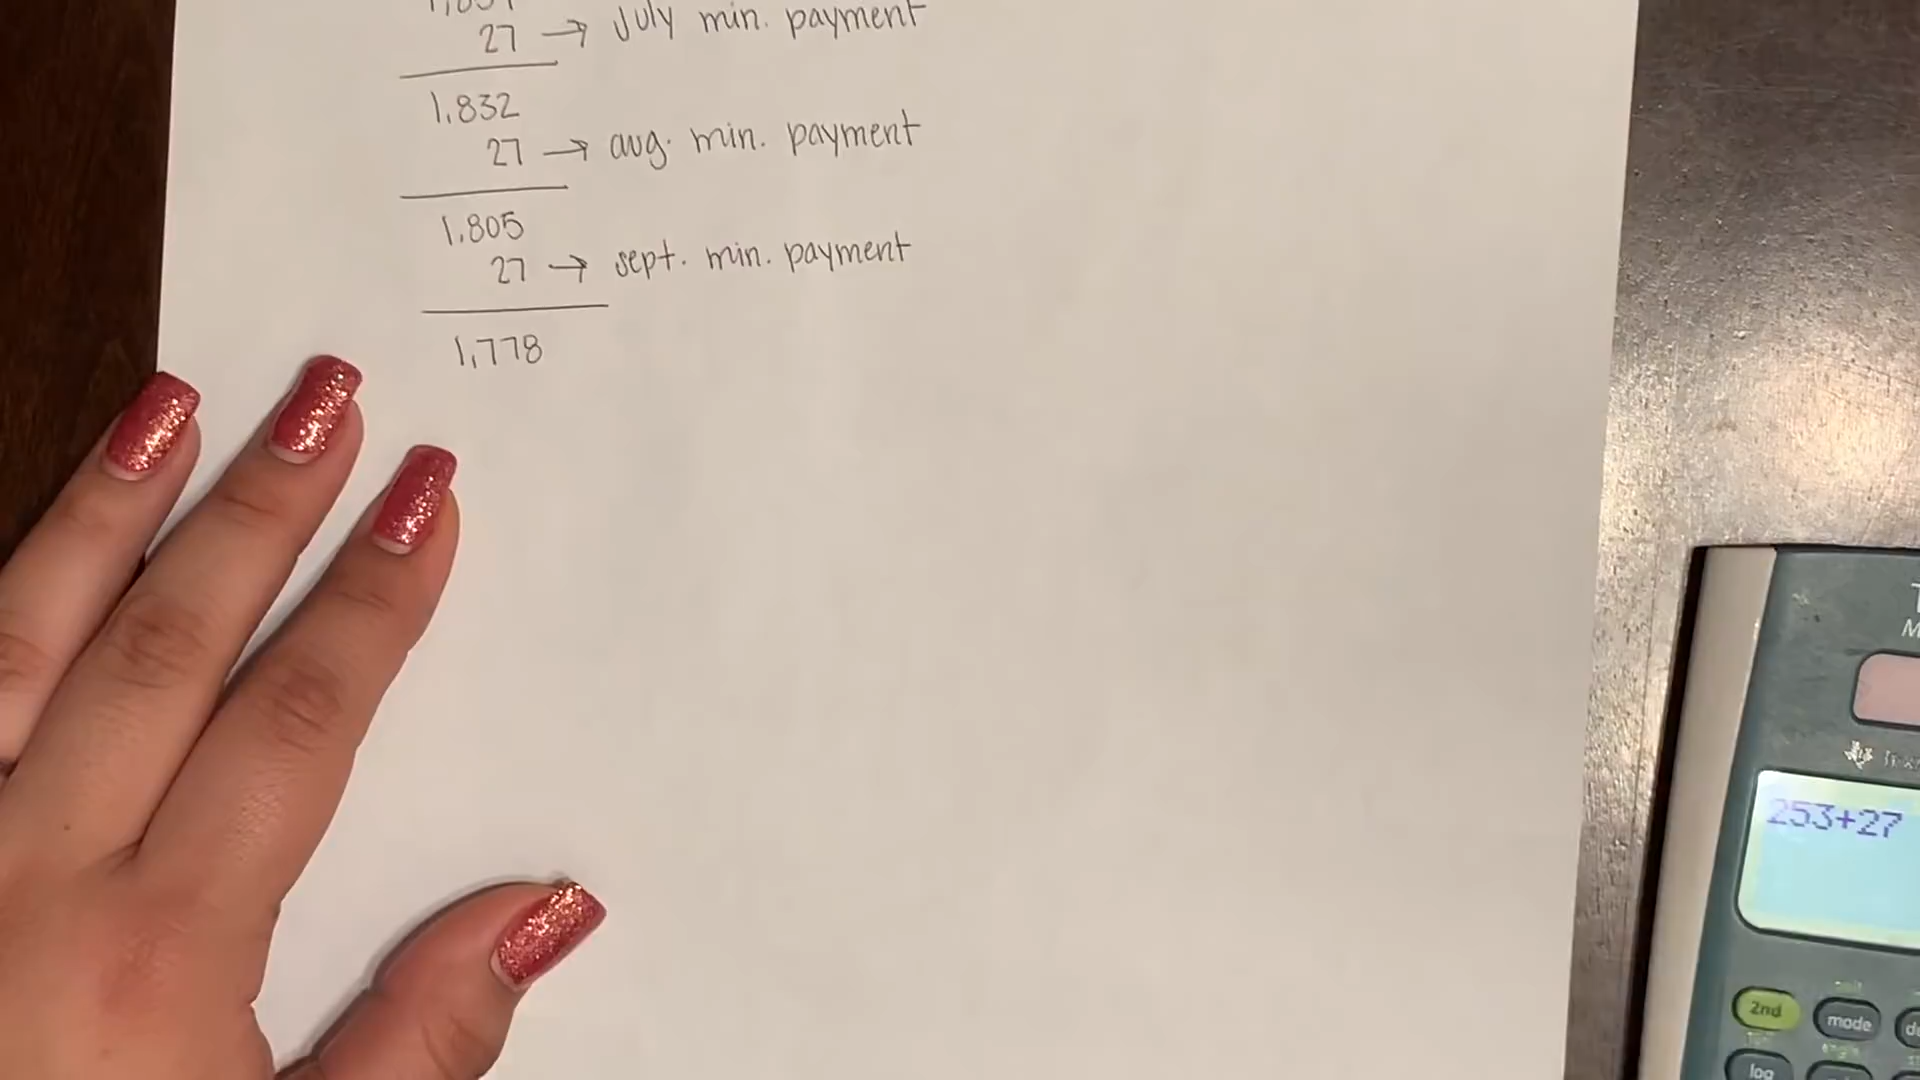 27 → July min. payment
1,832
27 → aug. min. payment
1,805
27 → sept. min. payment
1,778
253+27
2nd
mode
log